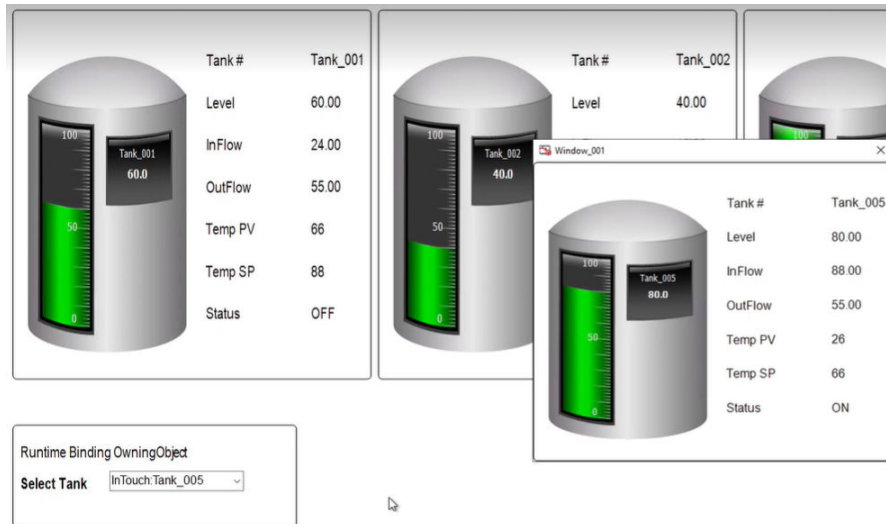 Tank # Tank_001
Level 60.00
InFlow 24.00
OutFlow 55.00
Temp PV 66
Temp SP 88
Status OFF
100
50
0
Tank_001
60.0
Tank # Tank_002
Level 40.00
100
50
0
Tank_002
40.0
100
Window_001
Tank # Tank_005
Level 80.00
InFlow 88.00
OutFlow 55.00
Temp PV 26
Temp SP 66
Status ON
100
50
0
Tank_005
80.0
Runtime Binding OwningObject
Select Tank InTouch:Tank_005